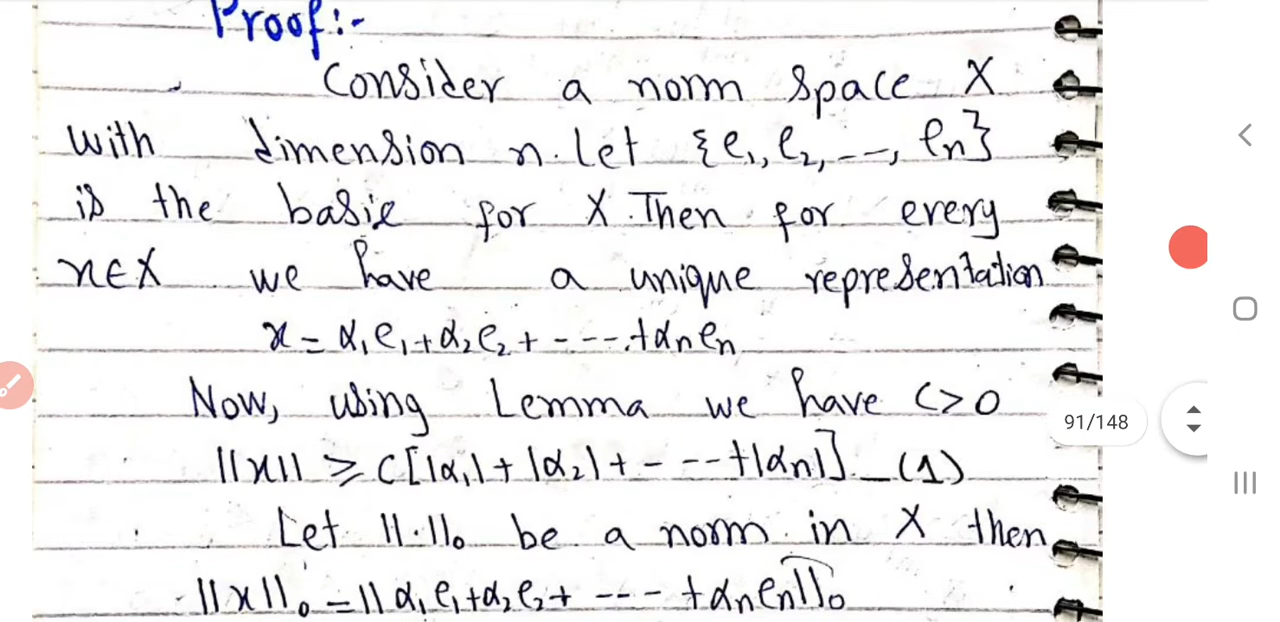 Proof:-
Consider a norm space X
with dimension n. Let {e₁, e₂, ---, eₙ}
is the basie for X. Then for every
x∈X we have a unique representation
x = α₁e₁+α₂e₂+ ---- +αₙeₙ
Now, using Lemma we have C>0
||x|| ≥ C[|α₁|+|α₂|+- --+|αₙ|] _(1)
91/148
Let ||·||₀ be a norm in X then
||x||₀ = ||α₁e₁+α₂e₂+ --- +αₙeₙ||₀